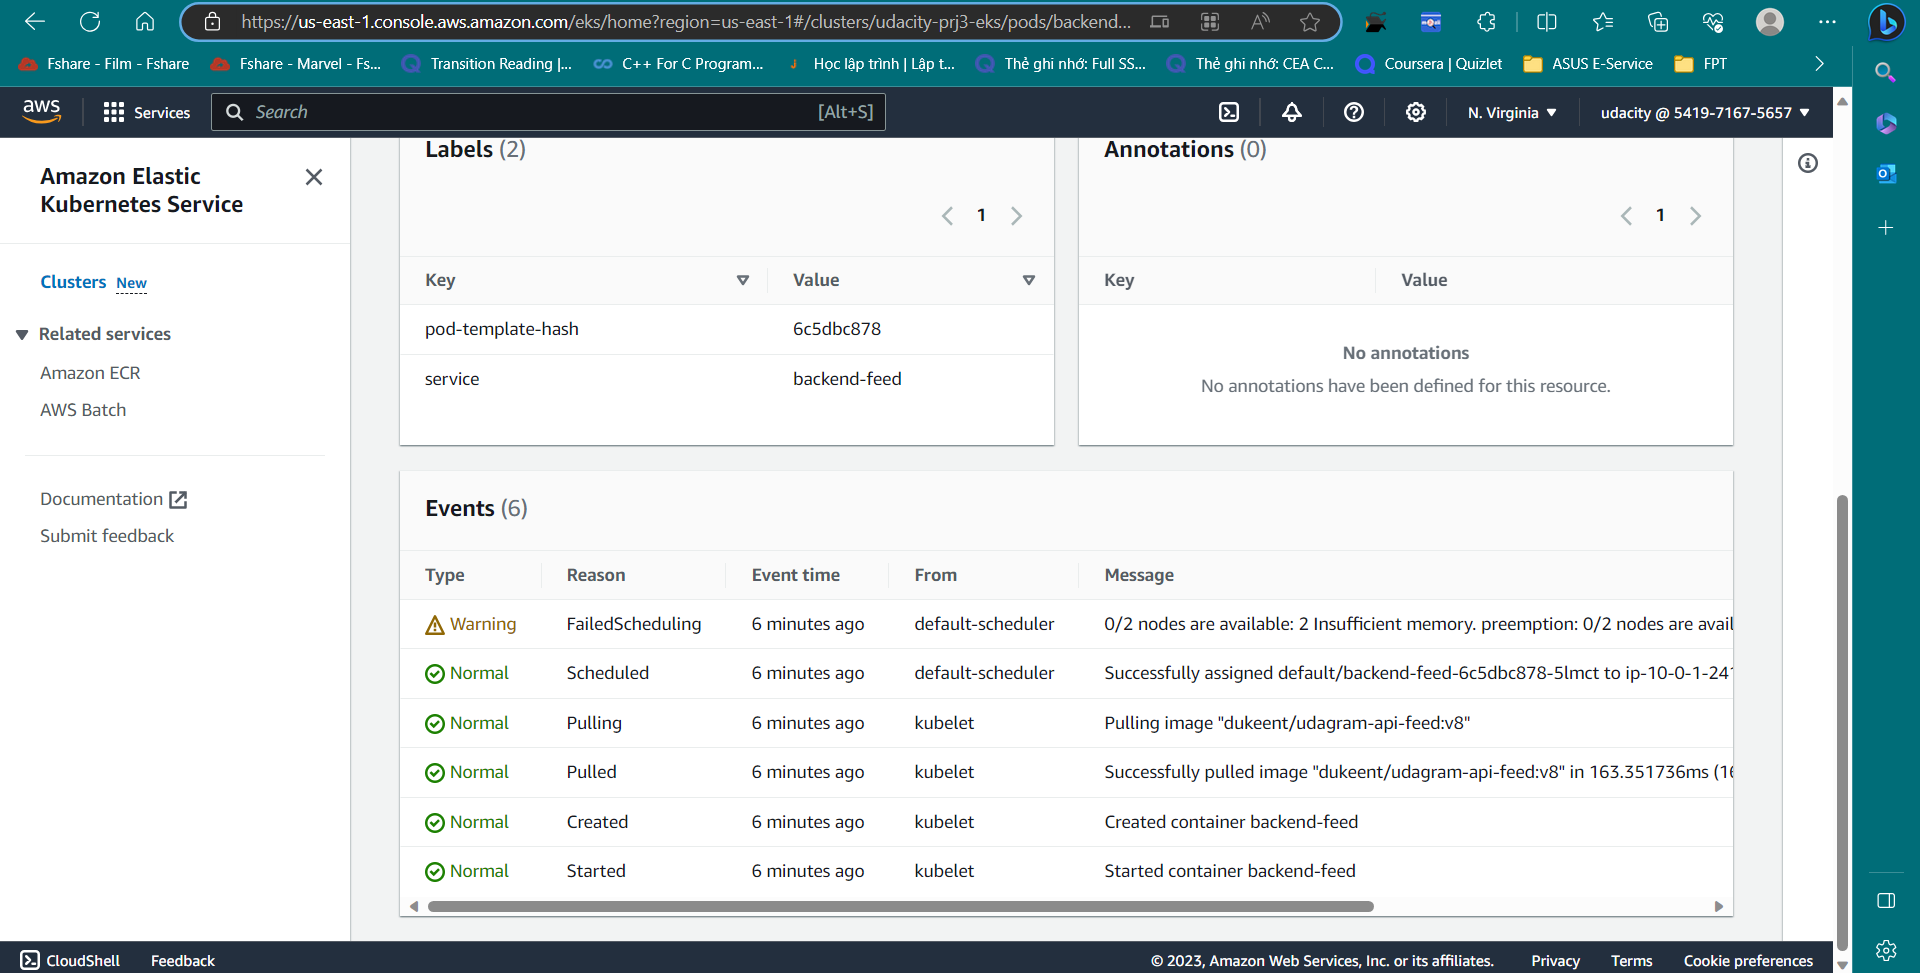 https://us-east-1.console.aws.amazon.com/eks/home?region=us-east-1#/clusters/udacity-prj3-eks/pods/backend...
Fshare - Film - Fshare
Fshare - Marvel - Fs...
Transition Reading |...
C++ For C Program...
Học lập trình | Lập t...
Thẻ ghi nhớ: Full SS...
Thẻ ghi nhớ: CEA C...
Coursera | Quizlet
ASUS E-Service
FPT
aws
Services
Search
[Alt+S]
N. Virginia
udacity @ 5419-7167-5657
Amazon Elastic
Kubernetes Service
Clusters New
Related services
Amazon ECR
AWS Batch
Documentation
Submit feedback
Labels (2)
1
Key Value
pod-template-hash 6c5dbc878
service backend-feed
Annotations (0)
1
Key Value
No annotations
No annotations have been defined for this resource.
Events (6)
Type Reason Event time From Message
Warning FailedScheduling 6 minutes ago default-scheduler 0/2 nodes are available: 2 Insufficient memory. preemption: 0/2 nodes are avail
Normal Scheduled 6 minutes ago default-scheduler Successfully assigned default/backend-feed-6c5dbc878-5lmct to ip-10-0-1-241
Normal Pulling 6 minutes ago kubelet Pulling image "dukeent/udagram-api-feed:v8"
Normal Pulled 6 minutes ago kubelet Successfully pulled image "dukeent/udagram-api-feed:v8" in 163.351736ms (16
Normal Created 6 minutes ago kubelet Created container backend-feed
Normal Started 6 minutes ago kubelet Started container backend-feed
CloudShell
Feedback
© 2023, Amazon Web Services, Inc. or its affiliates.
Privacy
Terms
Cookie preferences